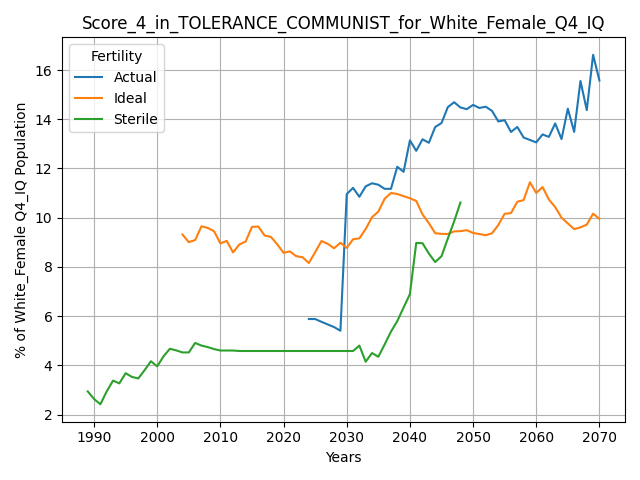 Score_4_in_TOLERANCE_COMMUNIST_for_White_Female_Q4_IQ
Fertility
Actual
Ideal
Sterile
% of White_Female Q4_IQ Population
16
14
12
10
8
6
4
2
1990 2000 2010 2020 2030 2040 2050 2060 2070
Years